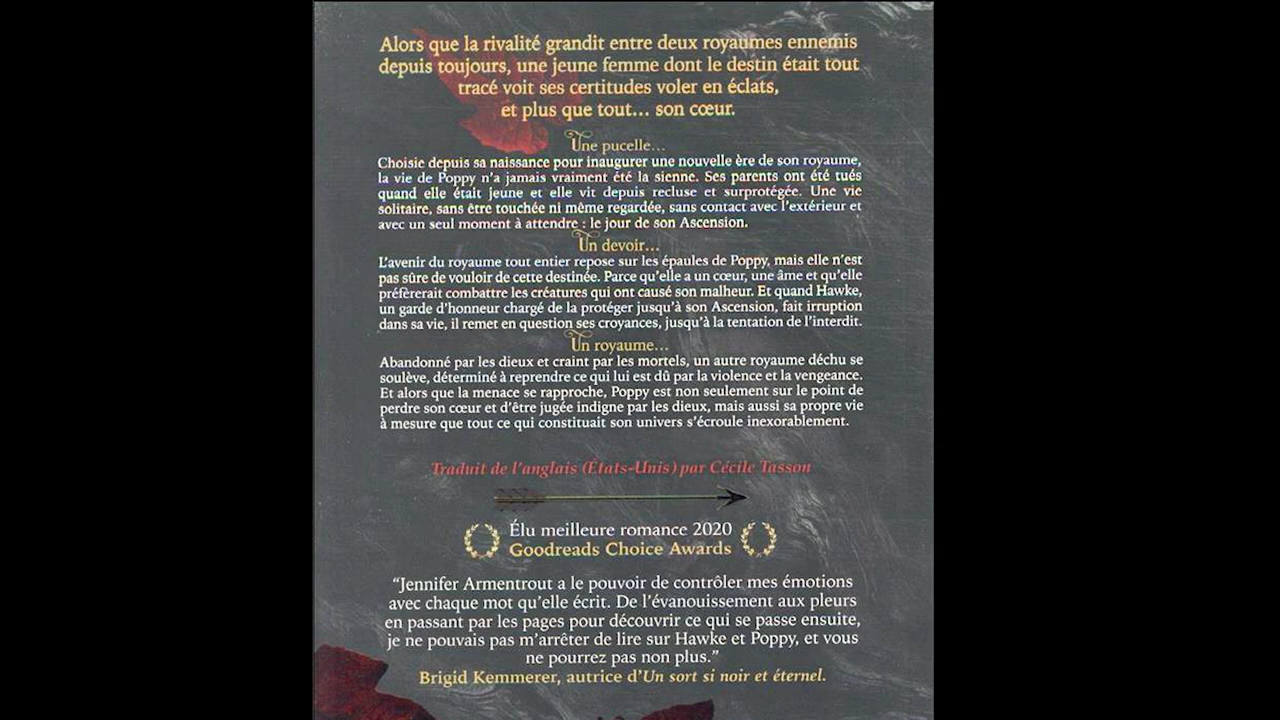 Alors que la rivalité grandit entre deux royaumes ennemis
depuis toujours, une jeune femme dont le destin était tout
tracé voit ses certitudes voler en éclats,
et plus que tout... son cœur.
Une pucelle...
Choisie depuis sa naissance pour inaugurer une nouvelle ère de son royaume,
la vie de Poppy n'a jamais vraiment été la sienne. Ses parents ont été tués
quand elle était jeune et elle vit depuis recluse et surprotégée. Une vie
solitaire, sans être touchée ni même regardée, sans contact avec l'extérieur et
avec un seul moment à attendre : le jour de son Ascension.
Un devoir...
L'avenir du royaume tout entier repose sur les épaules de Poppy, mais elle n'est
pas sûre de vouloir de cette destinée. Parce qu'elle a un cœur, une âme et qu'elle
préfèrerait combattre les créatures qui ont causé son malheur. Et quand Hawke,
un garde d'honneur chargé de la protéger jusqu'à son Ascension, fait irruption
dans sa vie, il remet en question ses croyances, jusqu'à la tentation de l'interdit.
Un royaume...
Abandonné par les dieux et craint par les mortels, un autre royaume déchu se
soulève, déterminé à reprendre ce qui lui est dû par la violence et la vengeance.
Et alors que la menace se rapproche, Poppy est non seulement sur le point de
perdre son cœur et d'être jugée indigne par les dieux, mais aussi sa propre vie
à mesure que tout ce qui constituait son univers s'écroule inexorablement.
Traduit de l'anglais (États-Unis) par Cécile Tasson
Élu meilleure romance 2020
Goodreads Choice Awards
“Jennifer Armentrout a le pouvoir de contrôler mes émotions
avec chaque mot qu'elle écrit. De l'évanouissement aux pleurs
en passant par les pages pour découvrir ce qui se passe ensuite,
je ne pouvais pas m'arrêter de lire sur Hawke et Poppy, et vous
ne pourrez pas non plus.”
Brigid Kemmerer, autrice d'Un sort si noir et éternel.